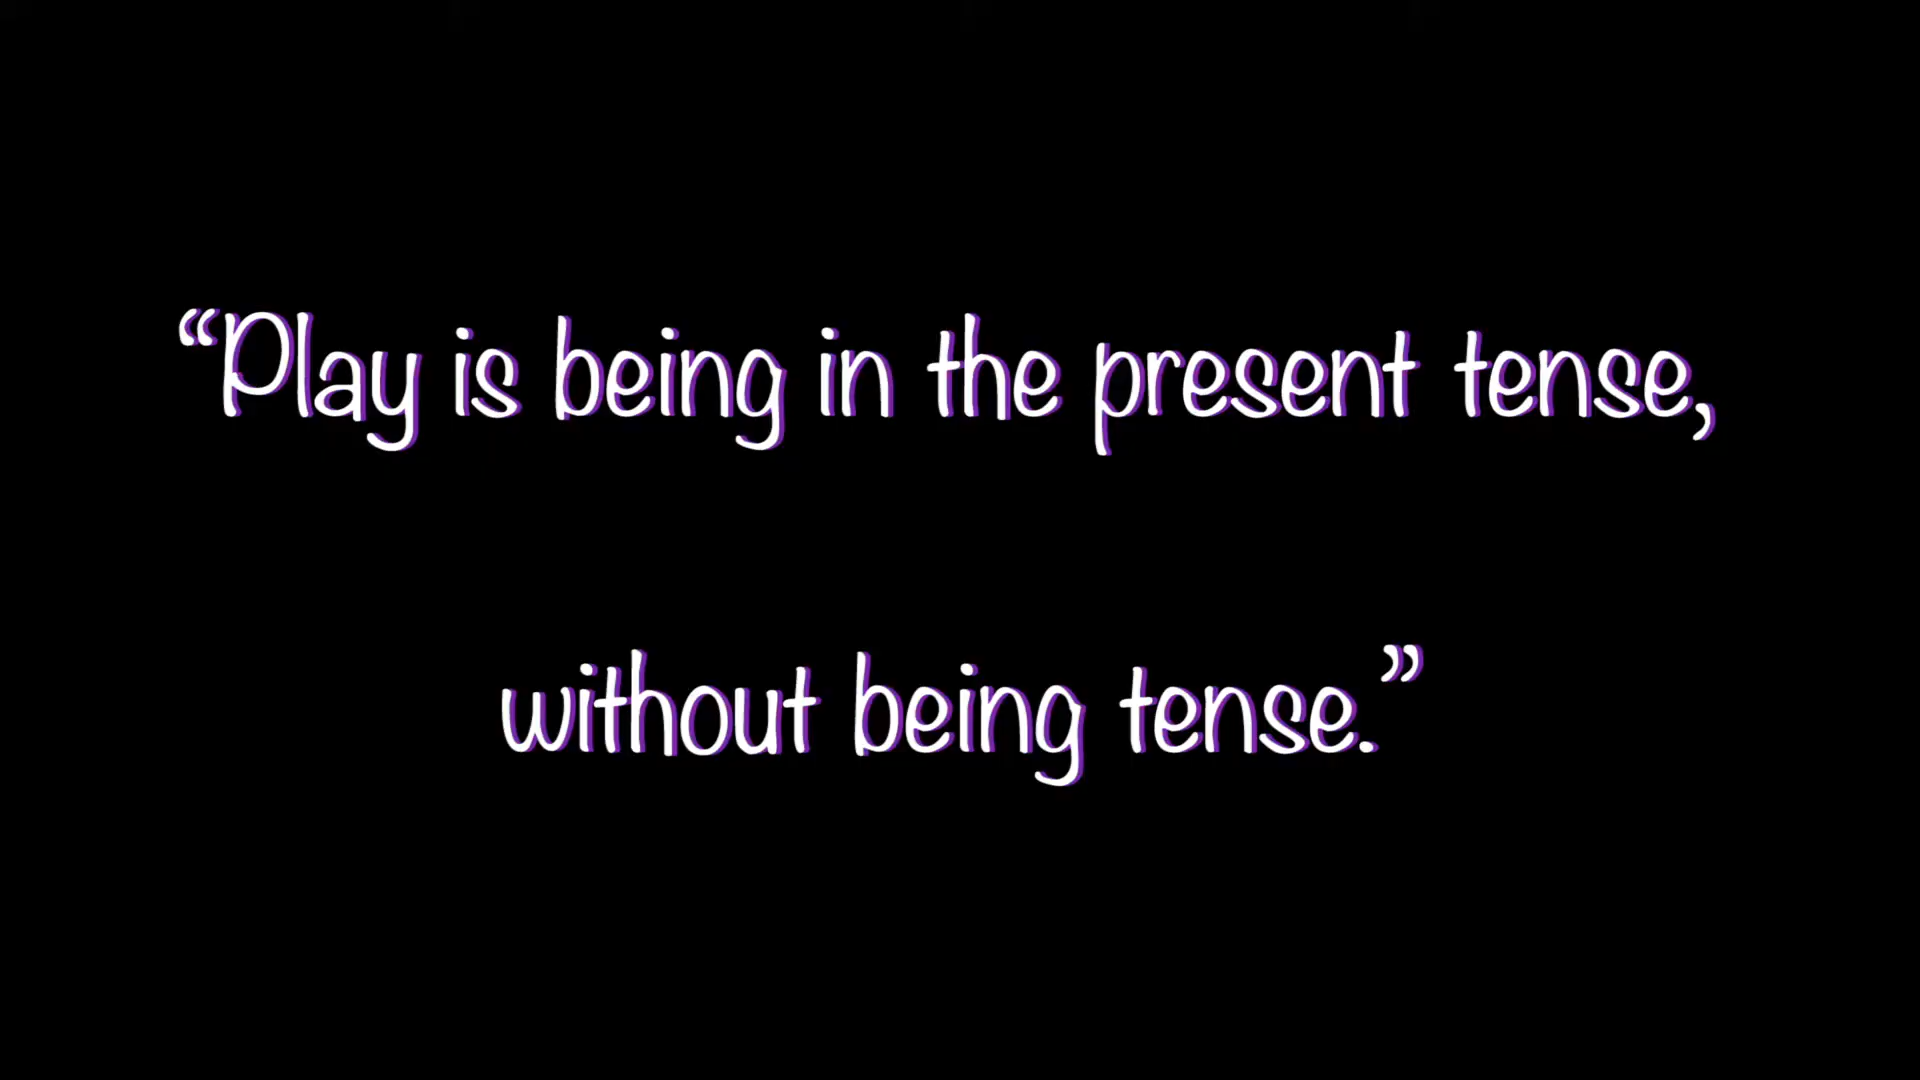 “Play is being in the present tense,
without being tense.”